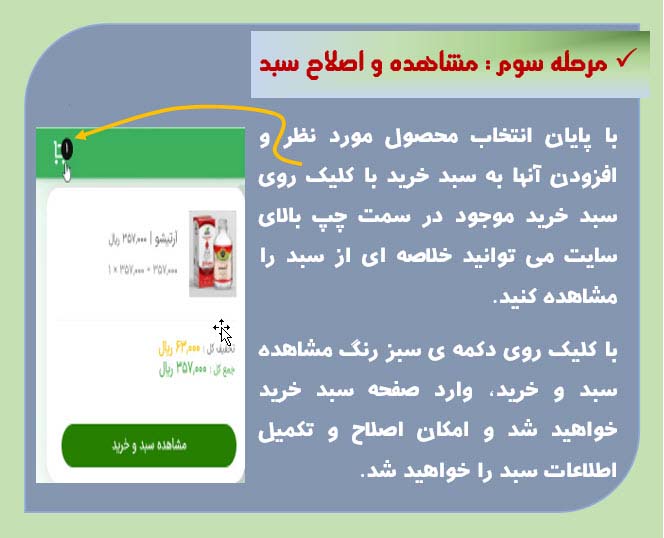 ✓ مرحله سوم : مشاهده و اصلاح سبد
با پایان انتخاب محصول مورد نظر و
افزودن آنها به سبد خرید با کلیک روی
سبد خرید موجود در سمت چپ بالای
سایت می توانید خلاصه ای از سبد را
مشاهده کنید.
با کلیک روی دکمه ی سبز رنگ مشاهده
سبد و خرید، وارد صفحه سبد خرید
خواهید شد و امکان اصلاح و تکمیل
اطلاعات سبد را خواهید شد.
۱
آرتیشو | ۳۵۷,۰۰۰ ریال
۱ × ۳۵۷,۰۰۰ = ۳۵۷,۰۰۰
تخفیف کل : ۶۳,۰۰۰ ریال
جمع کل : ۳۵۷,۰۰۰ ریال
مشاهده سبد و خرید